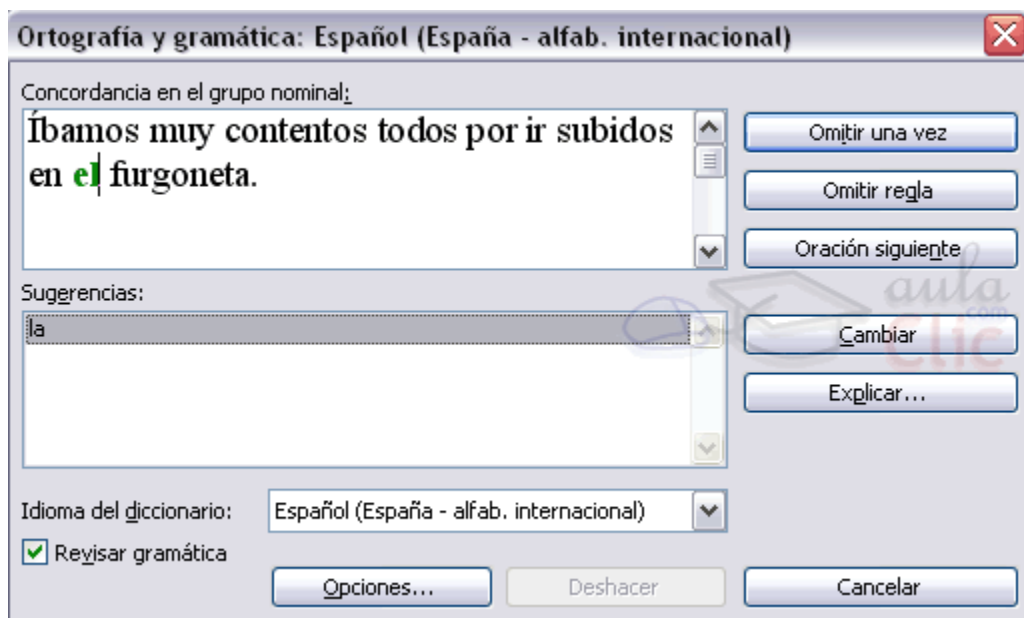 Ortografía y gramática: Español (España - alfab. internacional)
Concordancia en el grupo nominal:
Íbamos muy contentos todos por ir subidos
en el furgoneta.
Omitir una vez
Omitir regla
Oración siguiente
Sugerencias:
la
aula
.com
Clic
Cambiar
Explicar...
Idioma del diccionario:
Español (España - alfab. internacional)
Revisar gramática
Opciones...
Deshacer
Cancelar